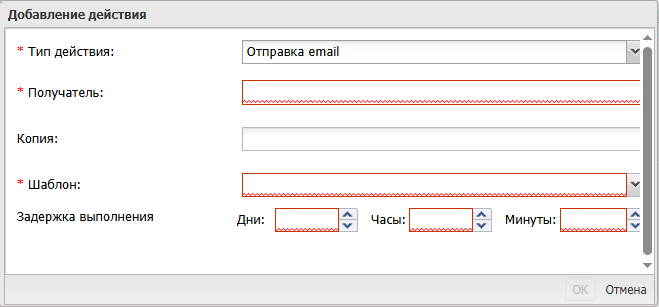 Добавление действия
* Тип действия: Отправка email
* Получатель:
Копия:
* Шаблон:
Задержка выполнения Дни: Часы: Минуты:
OK Отмена